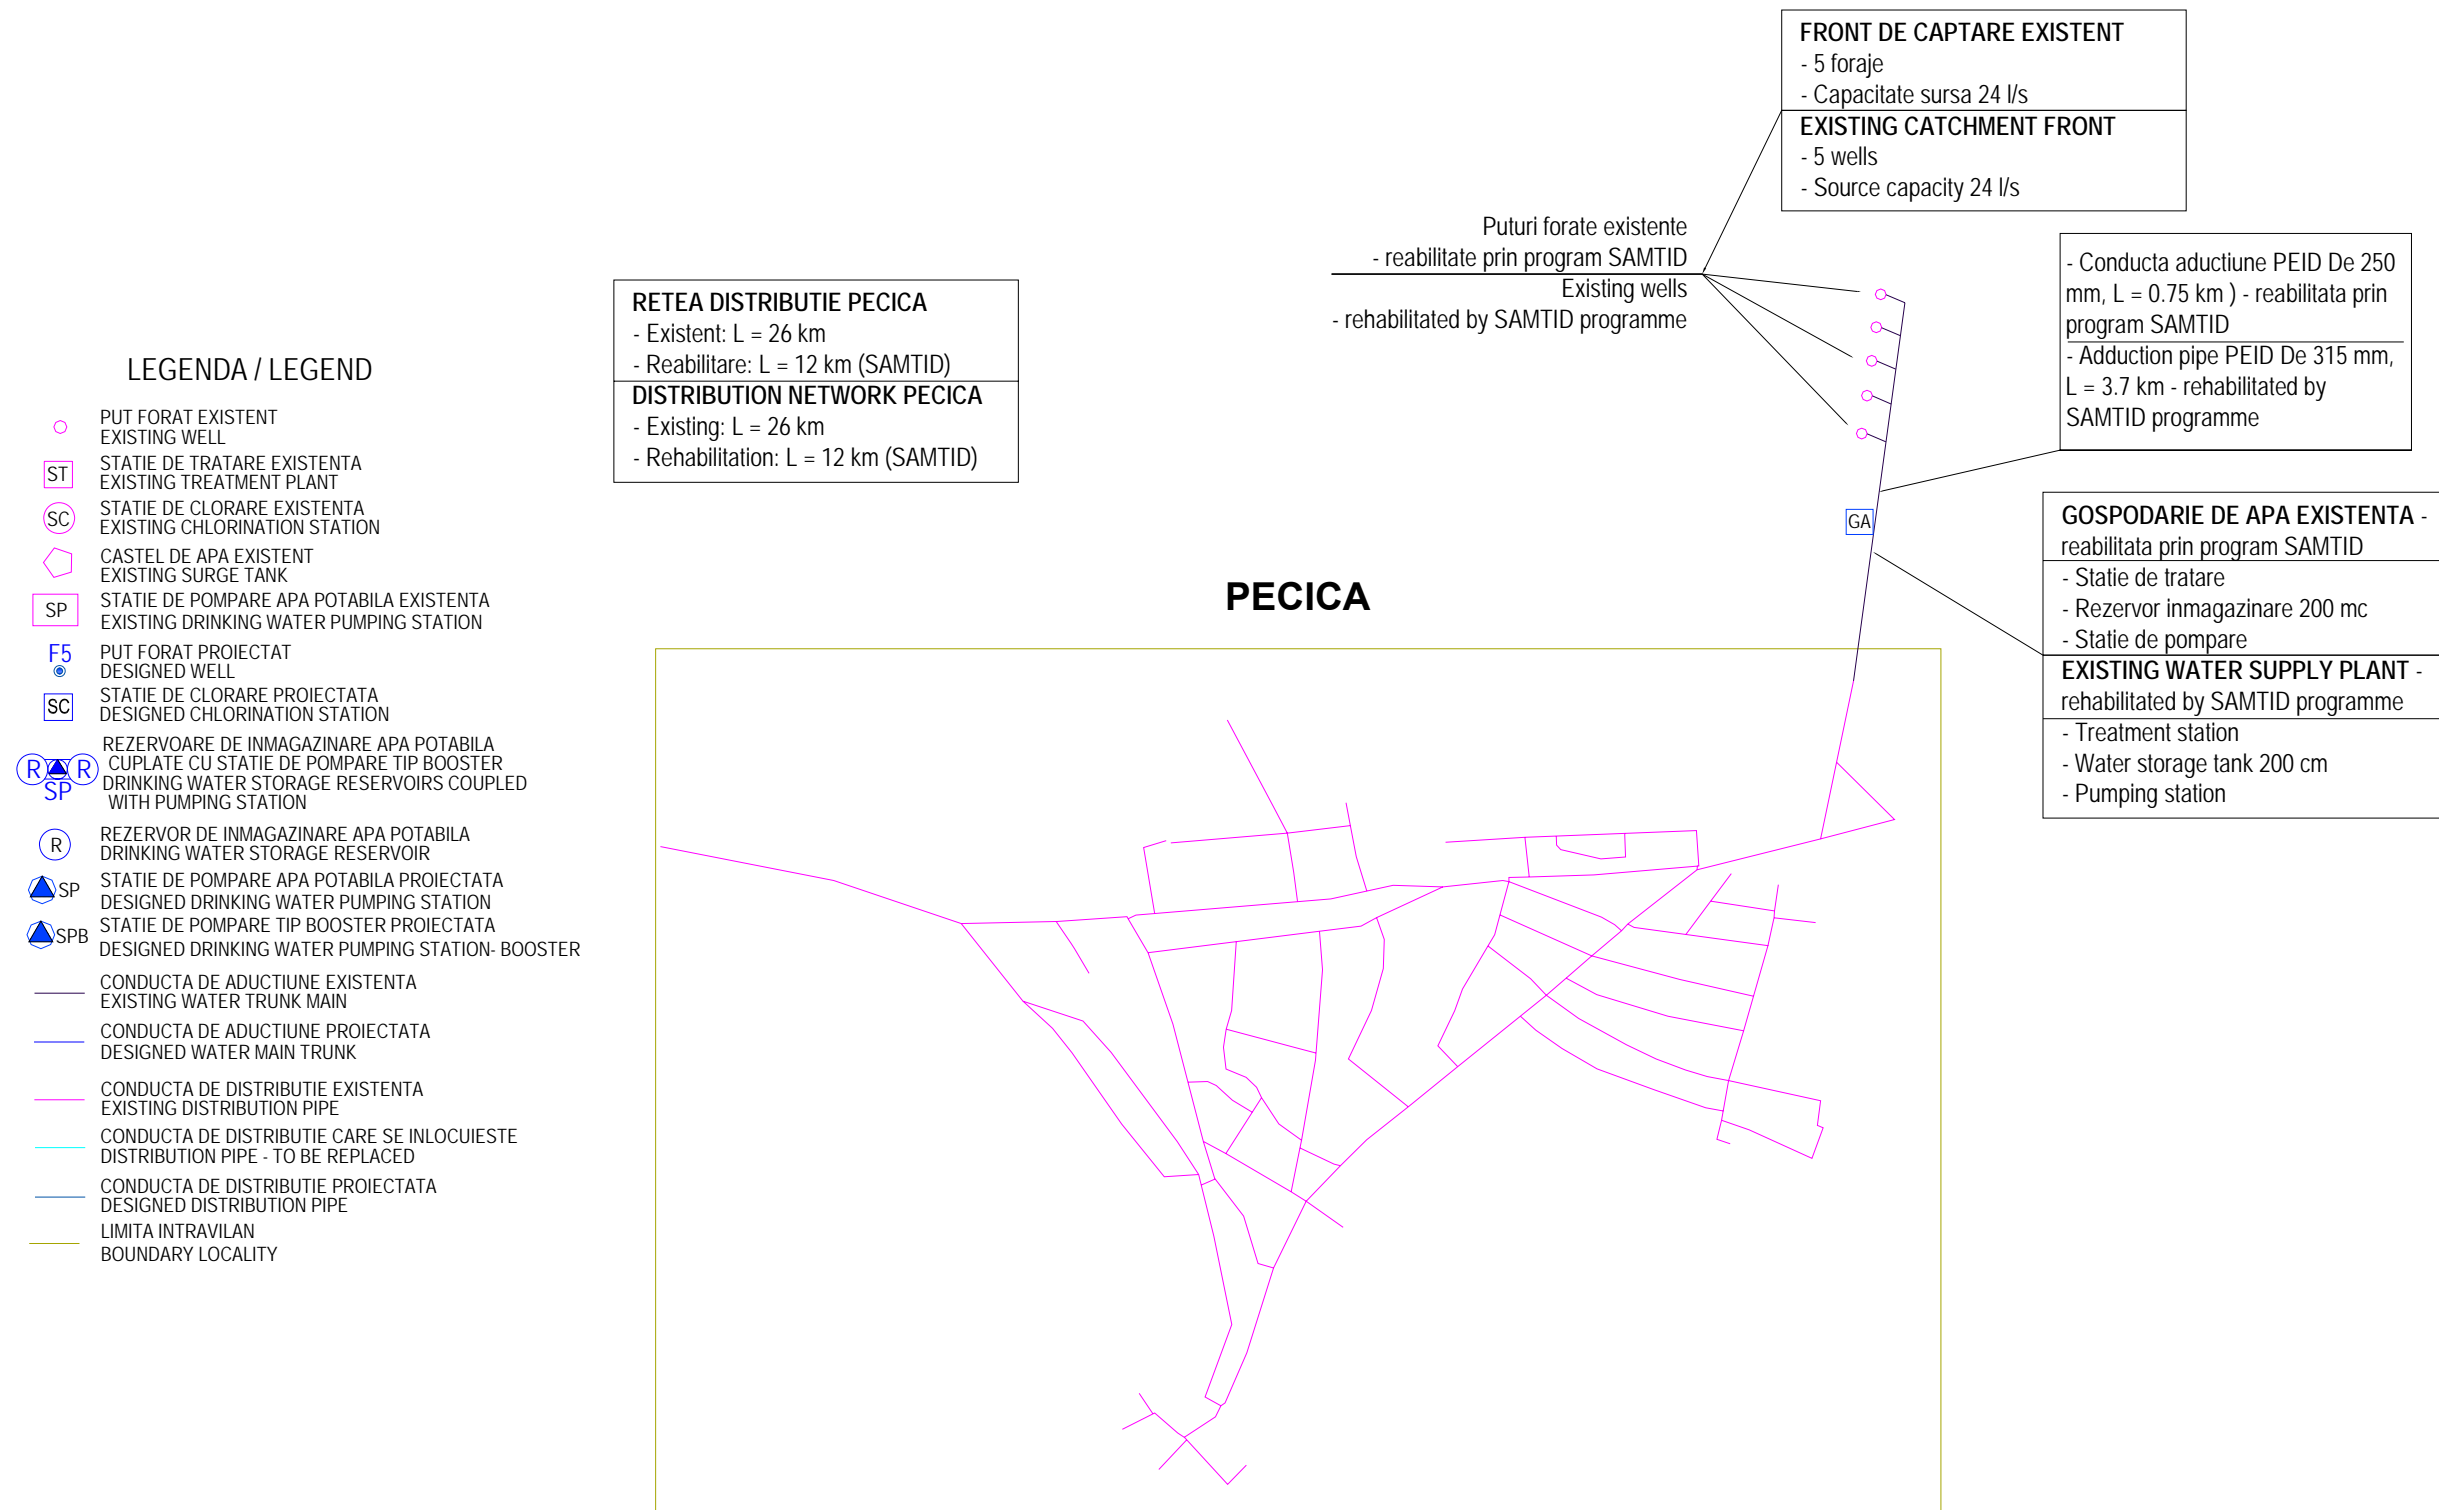 FRONT DE CAPTARE EXISTENT
- 5 foraje
- Capacitate sursa 24 l/s
EXISTING CATCHMENT FRONT
- 5 wells
- Source capacity 24 l/s
Puturi forate existente
- reabilitate prin program SAMTID
Existing wells
- rehabilitated by SAMTID programme
- Conducta aductiune PEID De 250
mm, L = 0.75 km ) - reabilitata prin
program SAMTID
- Adduction pipe PEID De 315 mm,
L = 3.7 km - rehabilitated by
SAMTID programme
RETEA DISTRIBUTIE PECICA
- Existent: L = 26 km
- Reabilitare: L = 12 km (SAMTID)
DISTRIBUTION NETWORK PECICA
- Existing: L = 26 km
- Rehabilitation: L = 12 km (SAMTID)
GA
GOSPODARIE DE APA EXISTENTA -
reabilitata prin program SAMTID
- Statie de tratare
- Rezervor inmagazinare 200 mc
- Statie de pompare
EXISTING WATER SUPPLY PLANT -
rehabilitated by SAMTID programme
- Treatment station
- Water storage tank 200 cm
- Pumping station
PECICA
LEGENDA / LEGEND
PUT FORAT EXISTENT
EXISTING WELL
ST
STATIE DE TRATARE EXISTENTA
EXISTING TREATMENT PLANT
SC
STATIE DE CLORARE EXISTENTA
EXISTING CHLORINATION STATION
CASTEL DE APA EXISTENT
EXISTING SURGE TANK
SP
STATIE DE POMPARE APA POTABILA EXISTENTA
EXISTING DRINKING WATER PUMPING STATION
F5
PUT FORAT PROIECTAT
DESIGNED WELL
SC
STATIE DE CLORARE PROIECTATA
DESIGNED CHLORINATION STATION
R R
SP
REZERVOARE DE INMAGAZINARE APA POTABILA
CUPLATE CU STATIE DE POMPARE TIP BOOSTER
DRINKING WATER STORAGE RESERVOIRS COUPLED
WITH PUMPING STATION
R
REZERVOR DE INMAGAZINARE APA POTABILA
DRINKING WATER STORAGE RESERVOIR
SP
STATIE DE POMPARE APA POTABILA PROIECTATA
DESIGNED DRINKING WATER PUMPING STATION
SPB
STATIE DE POMPARE TIP BOOSTER PROIECTATA
DESIGNED DRINKING WATER PUMPING STATION- BOOSTER
CONDUCTA DE ADUCTIUNE EXISTENTA
EXISTING WATER TRUNK MAIN
CONDUCTA DE ADUCTIUNE PROIECTATA
DESIGNED WATER MAIN TRUNK
CONDUCTA DE DISTRIBUTIE EXISTENTA
EXISTING DISTRIBUTION PIPE
CONDUCTA DE DISTRIBUTIE CARE SE INLOCUIESTE
DISTRIBUTION PIPE - TO BE REPLACED
CONDUCTA DE DISTRIBUTIE PROIECTATA
DESIGNED DISTRIBUTION PIPE
LIMITA INTRAVILAN
BOUNDARY LOCALITY